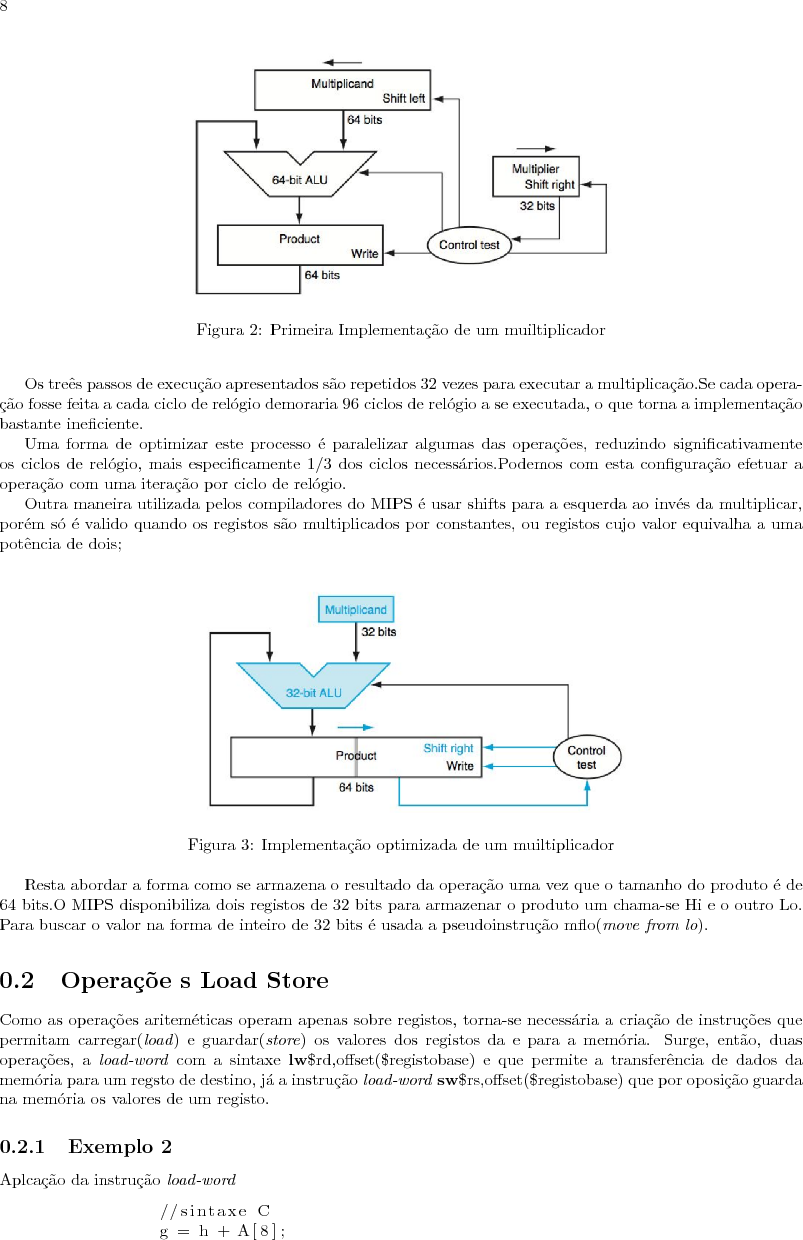 8
Multiplicand
Shift left
64 bits
64-bit ALU
Multiplier
Shift right
32 bits
Product
Write
Control test
64 bits
Figura 2: Primeira Implementação de um muiltiplicador
Os treês passos de execução apresentados são repetidos 32 vezes para executar a multiplicação.Se cada opera-
ção fosse feita a cada ciclo de relógio demoraria 96 ciclos de relógio a se executada, o que torna a implementação
bastante ineficiente.
Uma forma de optimizar este processo é paralelizar algumas das operações, reduzindo significativamente
os ciclos de relógio, mais especificamente 1/3 dos ciclos necessários.Podemos com esta configuração efetuar a
operação com uma iteração por ciclo de relógio.
Outra maneira utilizada pelos compiladores do MIPS é usar shifts para a esquerda ao invés da multiplicar,
porém só é valido quando os registos são multiplicados por constantes, ou registos cujo valor equivalha a uma
potência de dois;
Multiplicand
32 bits
32-bit ALU
Product
Shift right
Write
Control
test
64 bits
Figura 3: Implementação optimizada de um muiltiplicador
Resta abordar a forma como se armazena o resultado da operação uma vez que o tamanho do produto é de
64 bits.O MIPS disponibiliza dois registos de 32 bits para armazenar o produto um chama-se Hi e o outro Lo.
Para buscar o valor na forma de inteiro de 32 bits é usada a pseudoinstrução mflo(move from lo).
0.2 Operaçõe s Load Store
Como as operações ariteméticas operam apenas sobre registos, torna-se necessária a criação de instruções que
permitam carregar(load) e guardar(store) os valores dos registos da e para a memória. Surge, então, duas
operações, a load-word com a sintaxe lw$rd,offset($registobase) e que permite a transferência de dados da
memória para um regsto de destino, já a instrução load-word sw$rs,offset($registobase) que por oposição guarda
na memória os valores de um registo.
0.2.1 Exemplo 2
Aplcação da instrução load-word
//sintaxe C
g = h + A[8];